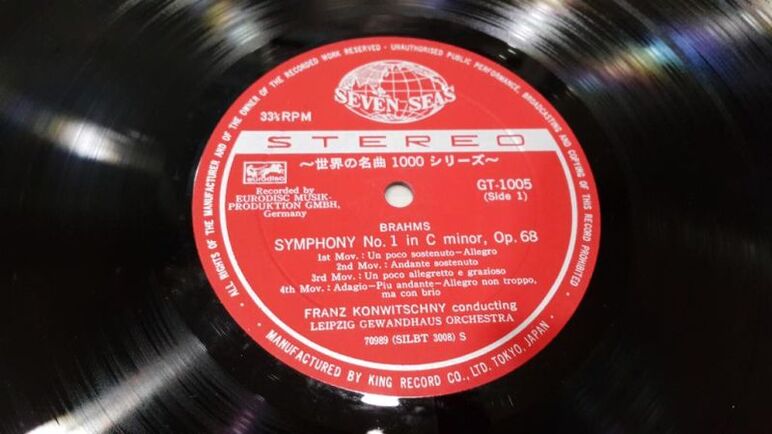 ALL RIGHTS OF THE MANUFACTURER AND OF THE OWNER OF THE RECORDED WORK RESERVED · UNAUTHORISED PUBLIC PERFORMANCE, BROADCASTING AND COPYING OF THIS RECORD PROHIBITED
SEVEN SEAS
33⅓ RPM
STEREO
〜世界の名曲1000シリーズ〜
eurodisc
GT-1005
(Side 1)
Recorded by
EURODISC MUSIK-
PRODUKTION GMBH,
Germany
BRAHMS
SYMPHONY No. 1 in C minor, Op. 68
1st Mov. : Un poco sostenuto-Allegro
2nd Mov. : Andante sostenuto
3rd Mov. : Un poco allegretto e grazioso
4th Mov. : Adagio-Piu andante-Allegro non troppo,
ma con brio
FRANZ KONWITSCHNY conducting
LEIPZIG GEWANDHAUS ORCHESTRA
70989 (SILBT 3008) S
· MANUFACTURED BY KING RECORD CO., LTD. TOKYO, JAPAN ·